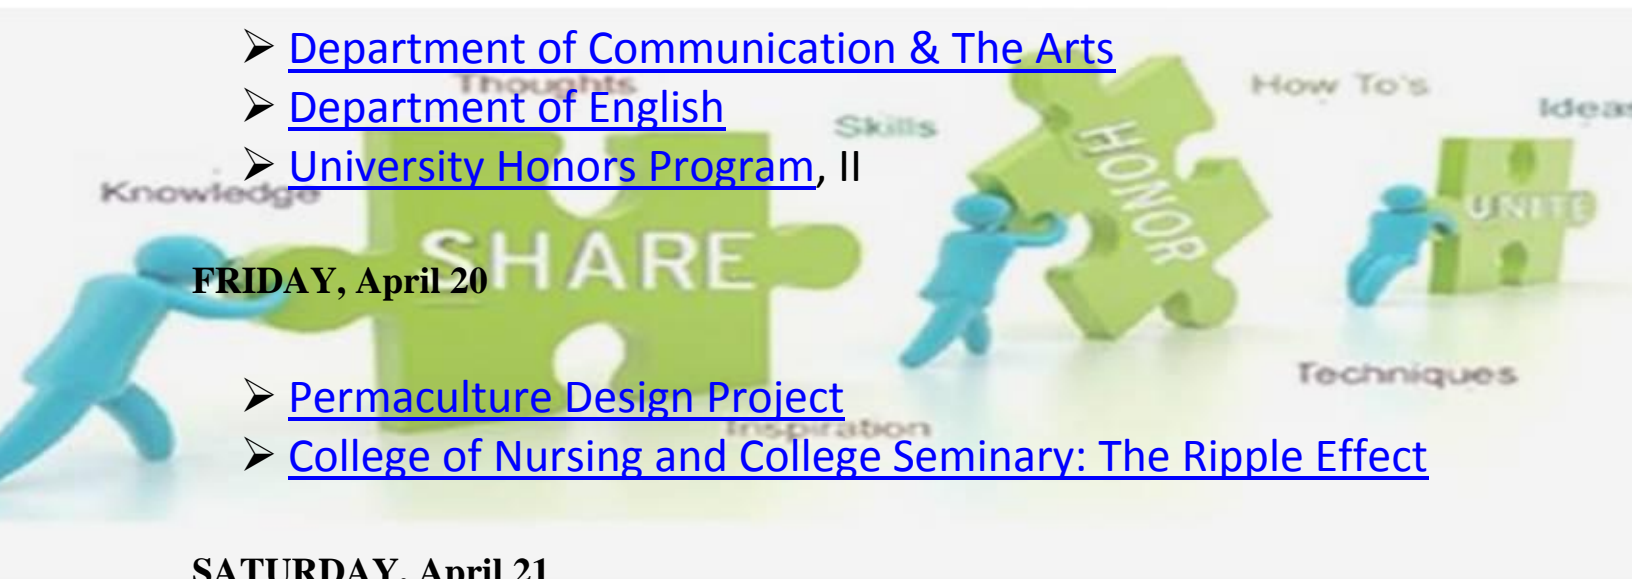 ➢ Department of Communication & The Arts
Thoughts
How To's
➢ Department of English
Ideas
Skills
➢ University Honors Program, II
Knowledge
HONOR
UNITE
SHARE
FRIDAY, April 20
Techniques
➢ Permaculture Design Project
Inspiration
➢ College of Nursing and College Seminary: The Ripple Effect
SATURDAY, April 21